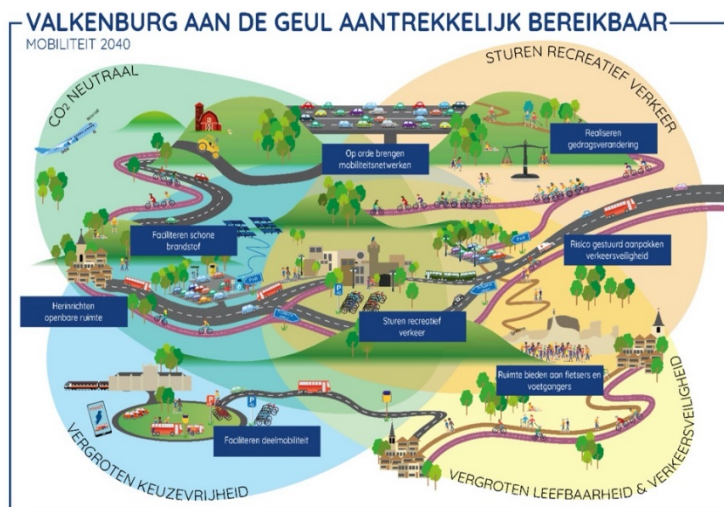 VALKENBURG AAN DE GEUL AANTREKKELIJK BEREIKBAAR
MOBILITEIT 2040
CO2 NEUTRAAL
STUREN RECREATIEF VERKEER
Op orde brengen
mobiliteitsnetwerken
Realiseren
gedragsverandering
Faciliteren schone
brandstof
Risico gestuurd aanpakken
verkeersveiligheid
Herinrichten
openbare ruimte
Sturen recreatief
verkeer
Ruimte bieden aan fietsers en
voetgangers
Faciliteren deelmobiliteit
VERGROTEN KEUZEVRIJHEID
VERGROTEN LEEFBAARHEID & VERKEERSVEILIGHEID